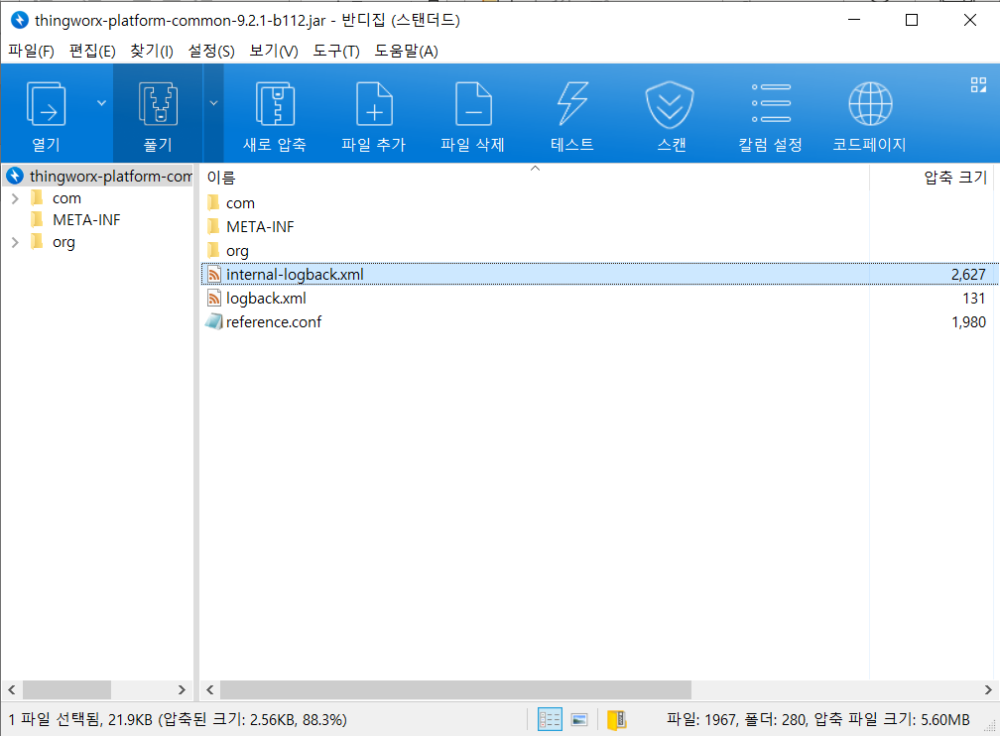 thingworx-platform-common-9.2.1-b112.jar - 반디집 (스탠더드)
파일(F) 편집(E) 찾기(I) 설정(S) 보기(V) 도구(T) 도움말(A)
열기 풀기 새로 압축 파일 추가 파일 삭제 테스트 스캔 칼럼 설정 코드페이지
thingworx-platform-com
com
META-INF
org
이름 압축 크기
com
META-INF
org
internal-logback.xml 2,627
logback.xml 131
reference.conf 1,980
1 파일 선택됨, 21.9KB (압축된 크기: 2.56KB, 88.3%) 파일: 1967, 폴더: 280, 압축 파일 크기: 5.60MB